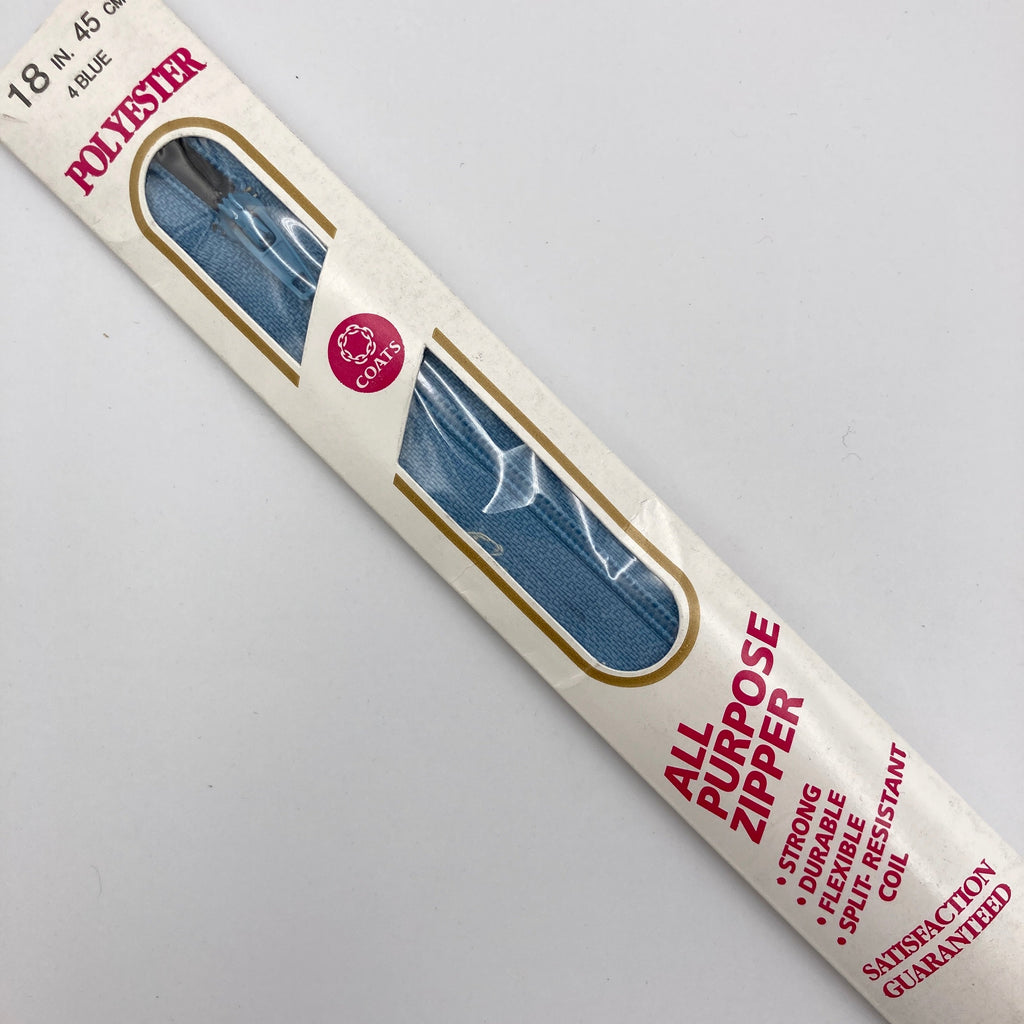 18 IN. 45 CM
4 BLUE
POLYESTER
COATS
ALL
PURPOSE
ZIPPER
• STRONG
• DURABLE
• FLEXIBLE
• SPLIT- RESISTANT
COIL
SATISFACTION
GUARANTEED